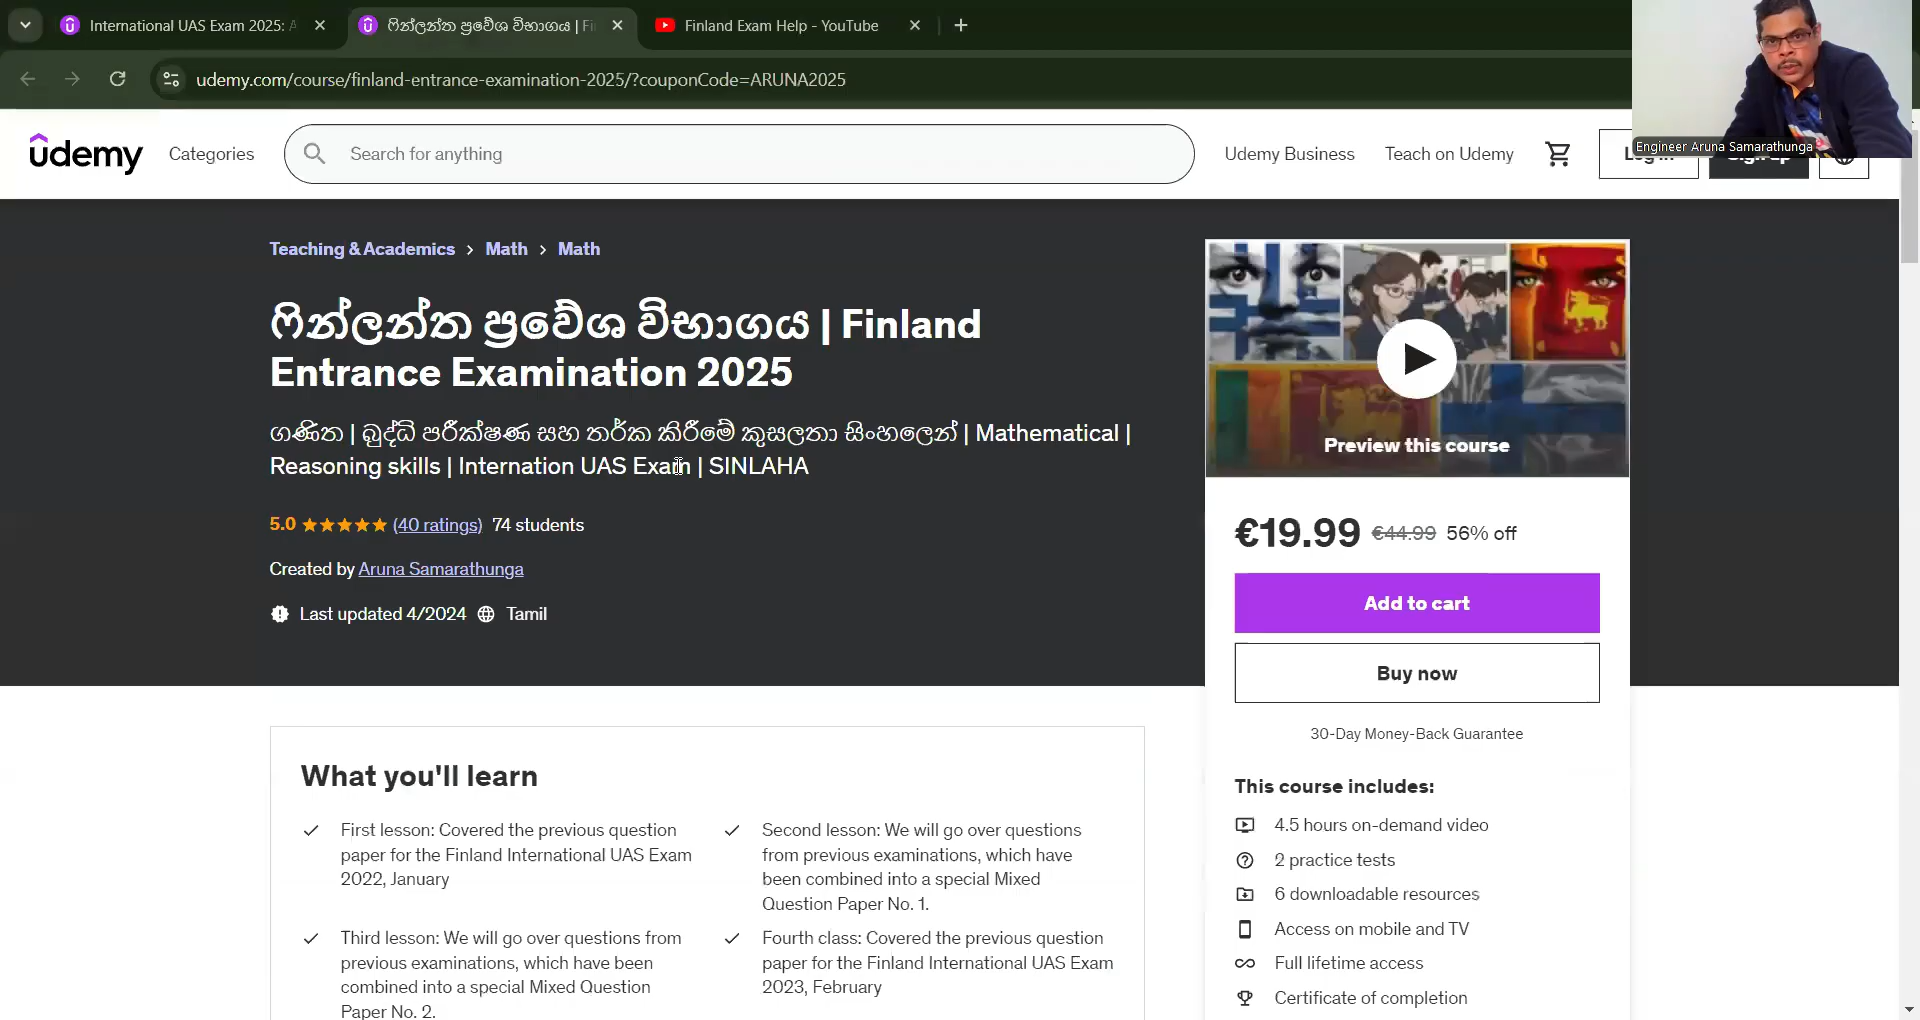 International UAS Exam 2025:
ෆින්ලන්ත ප්‍රවේශ විභාගය | Fi
Finland Exam Help - YouTube
udemy.com/course/finland-entrance-examination-2025/?couponCode=ARUNA2025
Engineer Aruna Samarathunga
ûdemy
Categories
Search for anything
Udemy Business
Teach on Udemy
Log in
Sign up
Teaching & Academics > Math > Math
ෆින්ලන්ත ප්‍රවේශ විභාගය | Finland
Entrance Examination 2025
ගණිත | බුද්ධි පරීක්ෂණ සහ තර්ක කිරීමේ කුසලතා සිංහලෙන් | Mathematical |
Reasoning skills | Internation UAS Exam | SINLAHA
5.0 ★★★★★ (40 ratings) 74 students
Created by Aruna Samarathunga
Last updated 4/2024 Tamil
Preview this course
€19.99 €44.99 56% off
Add to cart
Buy now
30-Day Money-Back Guarantee
This course includes:
4.5 hours on-demand video
2 practice tests
6 downloadable resources
Access on mobile and TV
Full lifetime access
Certificate of completion
What you'll learn
First lesson: Covered the previous question
paper for the Finland International UAS Exam
2022, January
Second lesson: We will go over questions
from previous examinations, which have
been combined into a special Mixed
Question Paper No. 1.
Third lesson: We will go over questions from
previous examinations, which have been
combined into a special Mixed Question
Paper No. 2.
Fourth class: Covered the previous question
paper for the Finland International UAS Exam
2023, February